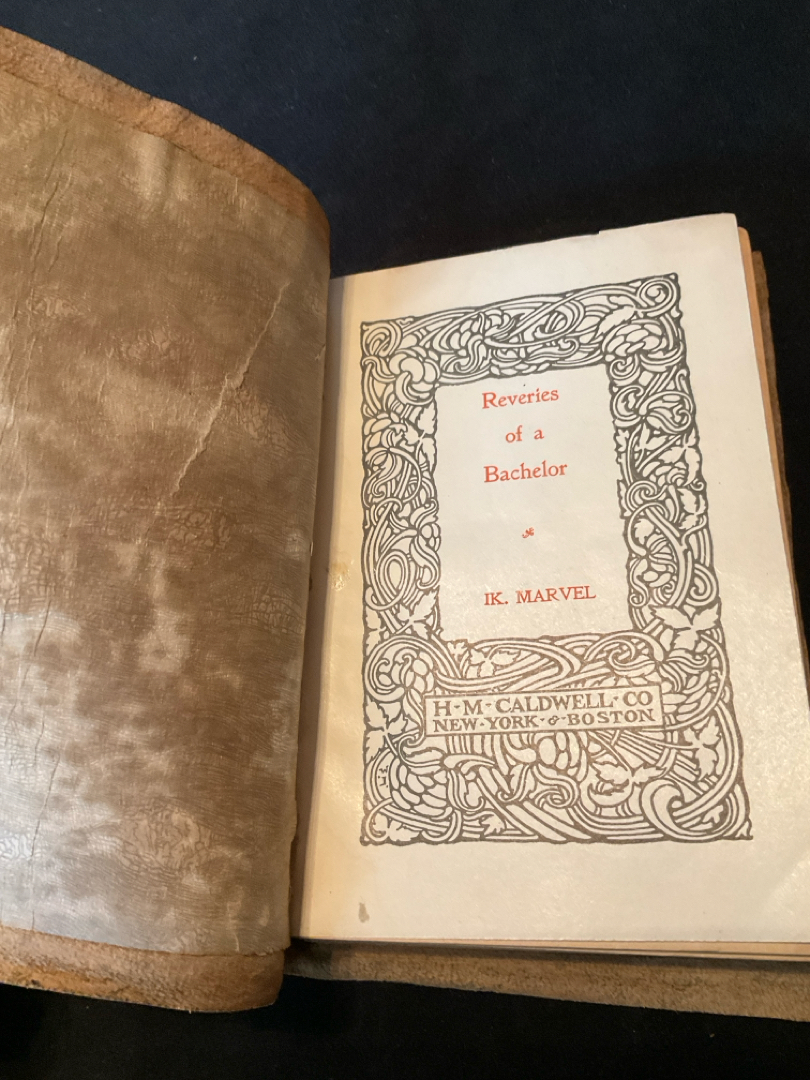 Reveries
of a
Bachelor
IK. MARVEL
H·M·CALDWELL·CO
NEW·YORK·&·BOSTON